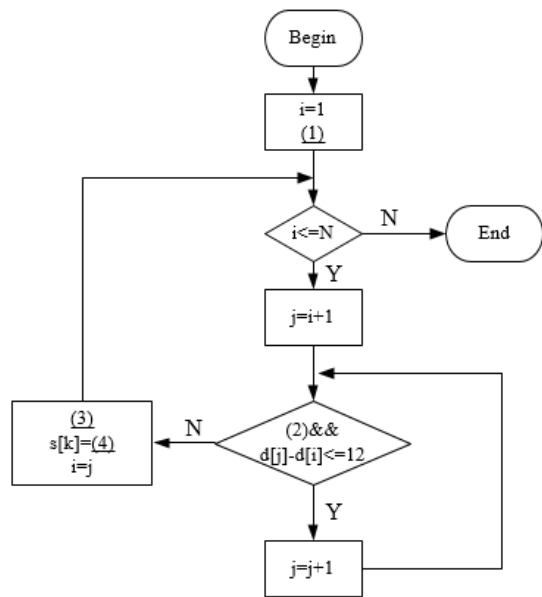 Begin
i=1
(1)
i<=N
N
End
Y
j=i+1
(2)&&
d[j]-d[i]<=12
N
(3)
s[k]=(4)
i=j
Y
j=j+1